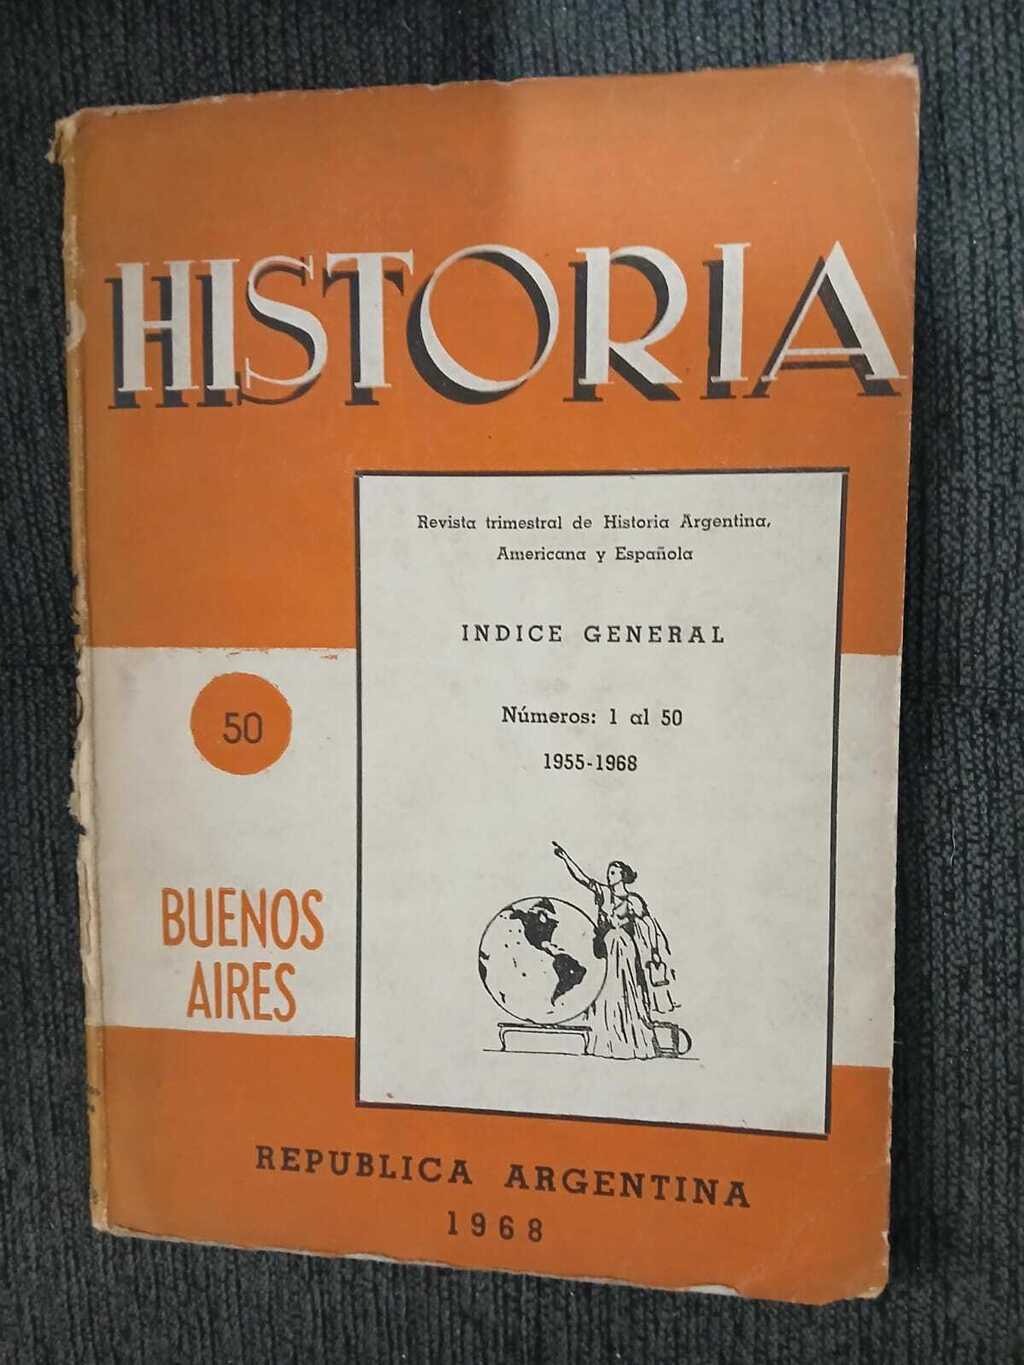 HISTORIA
Revista trimestral de Historia Argentina,
Americana y Española
INDICE GENERAL
Números: 1 al 50
1955-1968
50
BUENOS
AIRES
REPUBLICA ARGENTINA
1968